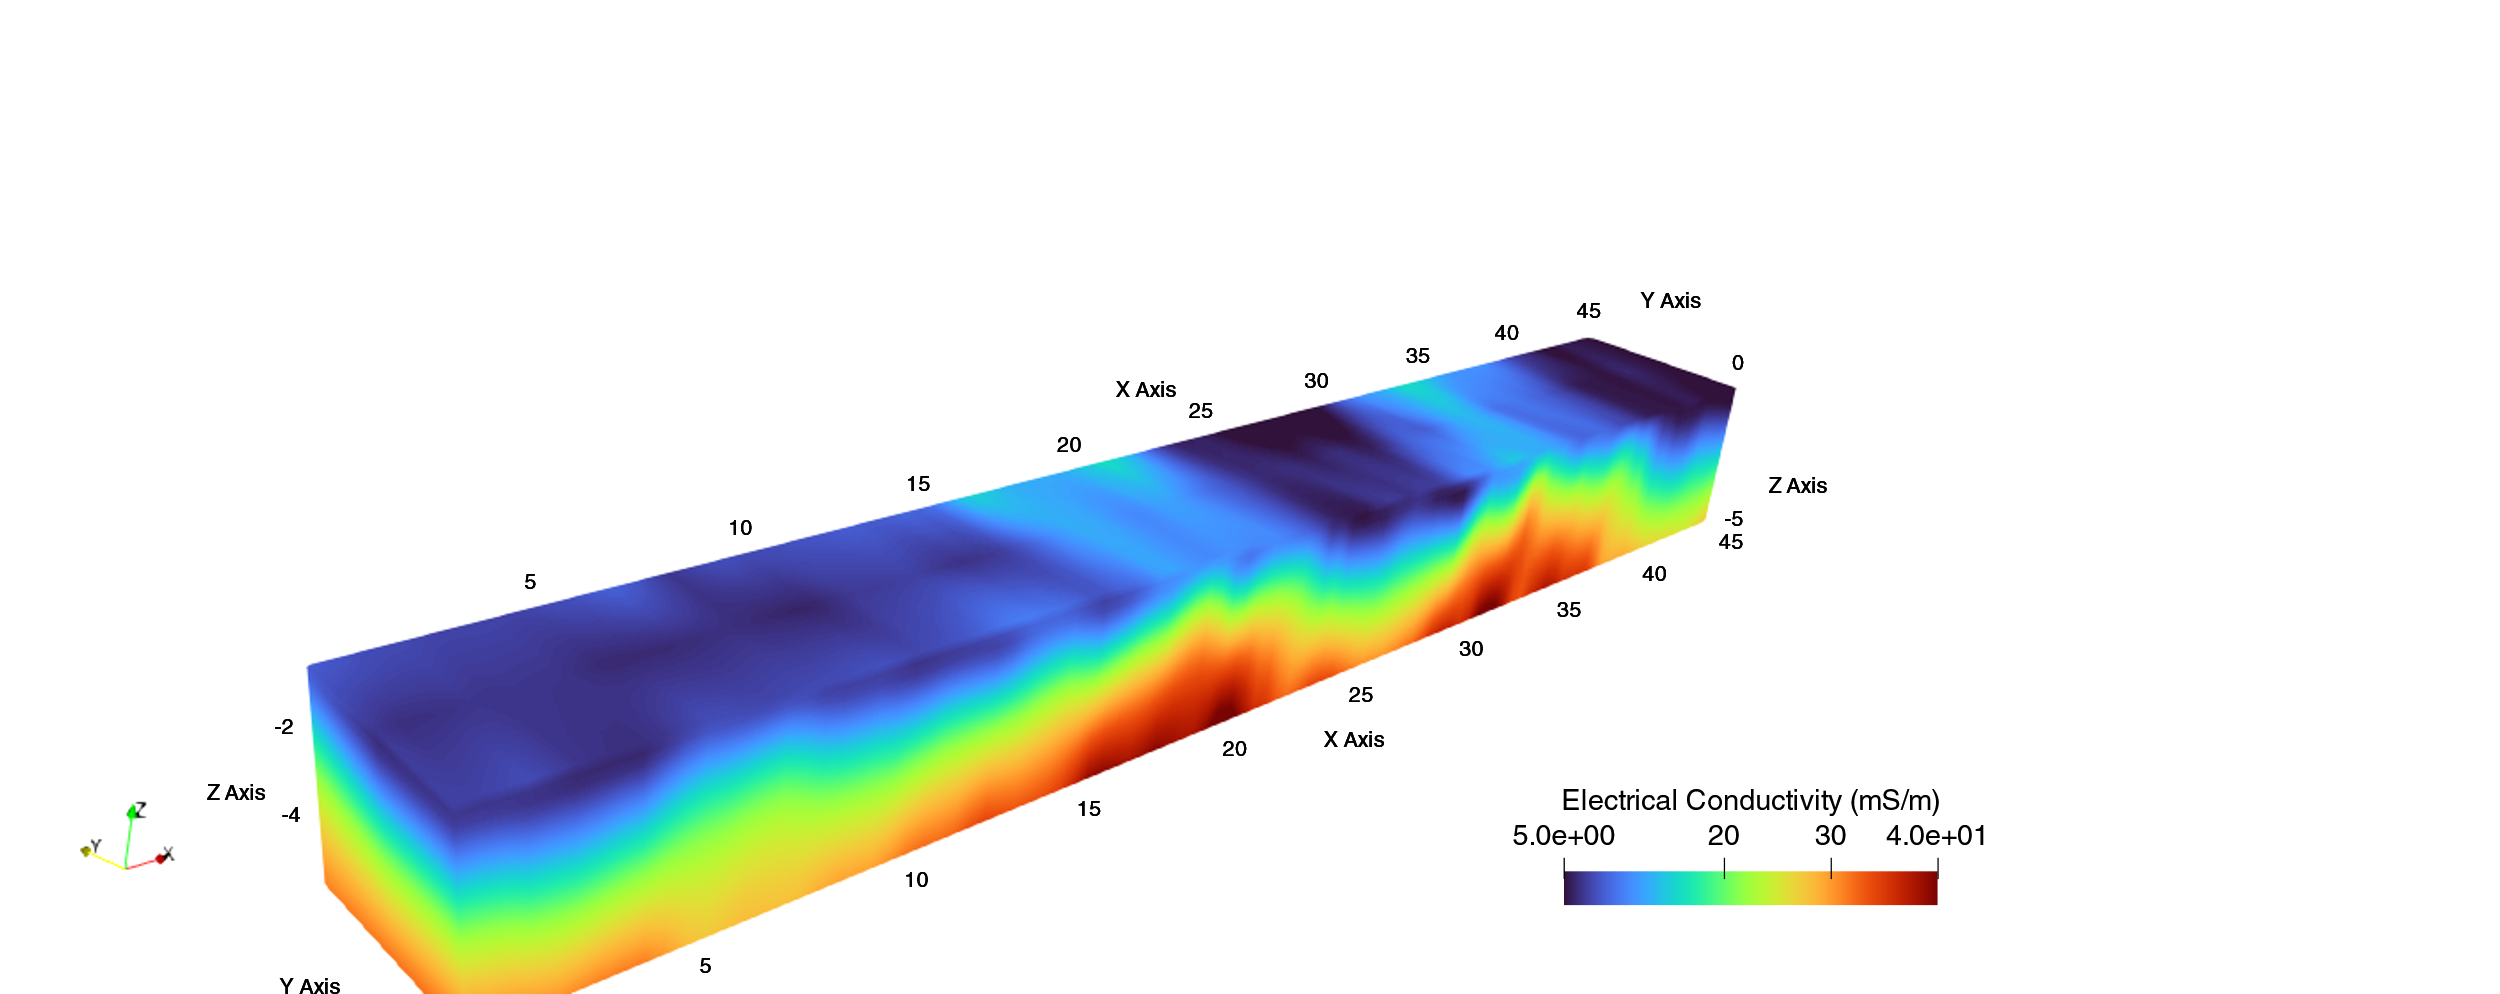 45
Y Axis
40
35
0
30
X Axis
25
20
15
Z Axis
10
-5
45
40
5
35
30
25
-2
X Axis
20
Z Axis
-4
15
Z
Y
X
10
5
Y Axis
Electrical Conductivity (mS/m)
5.0e+00 20 30 4.0e+01